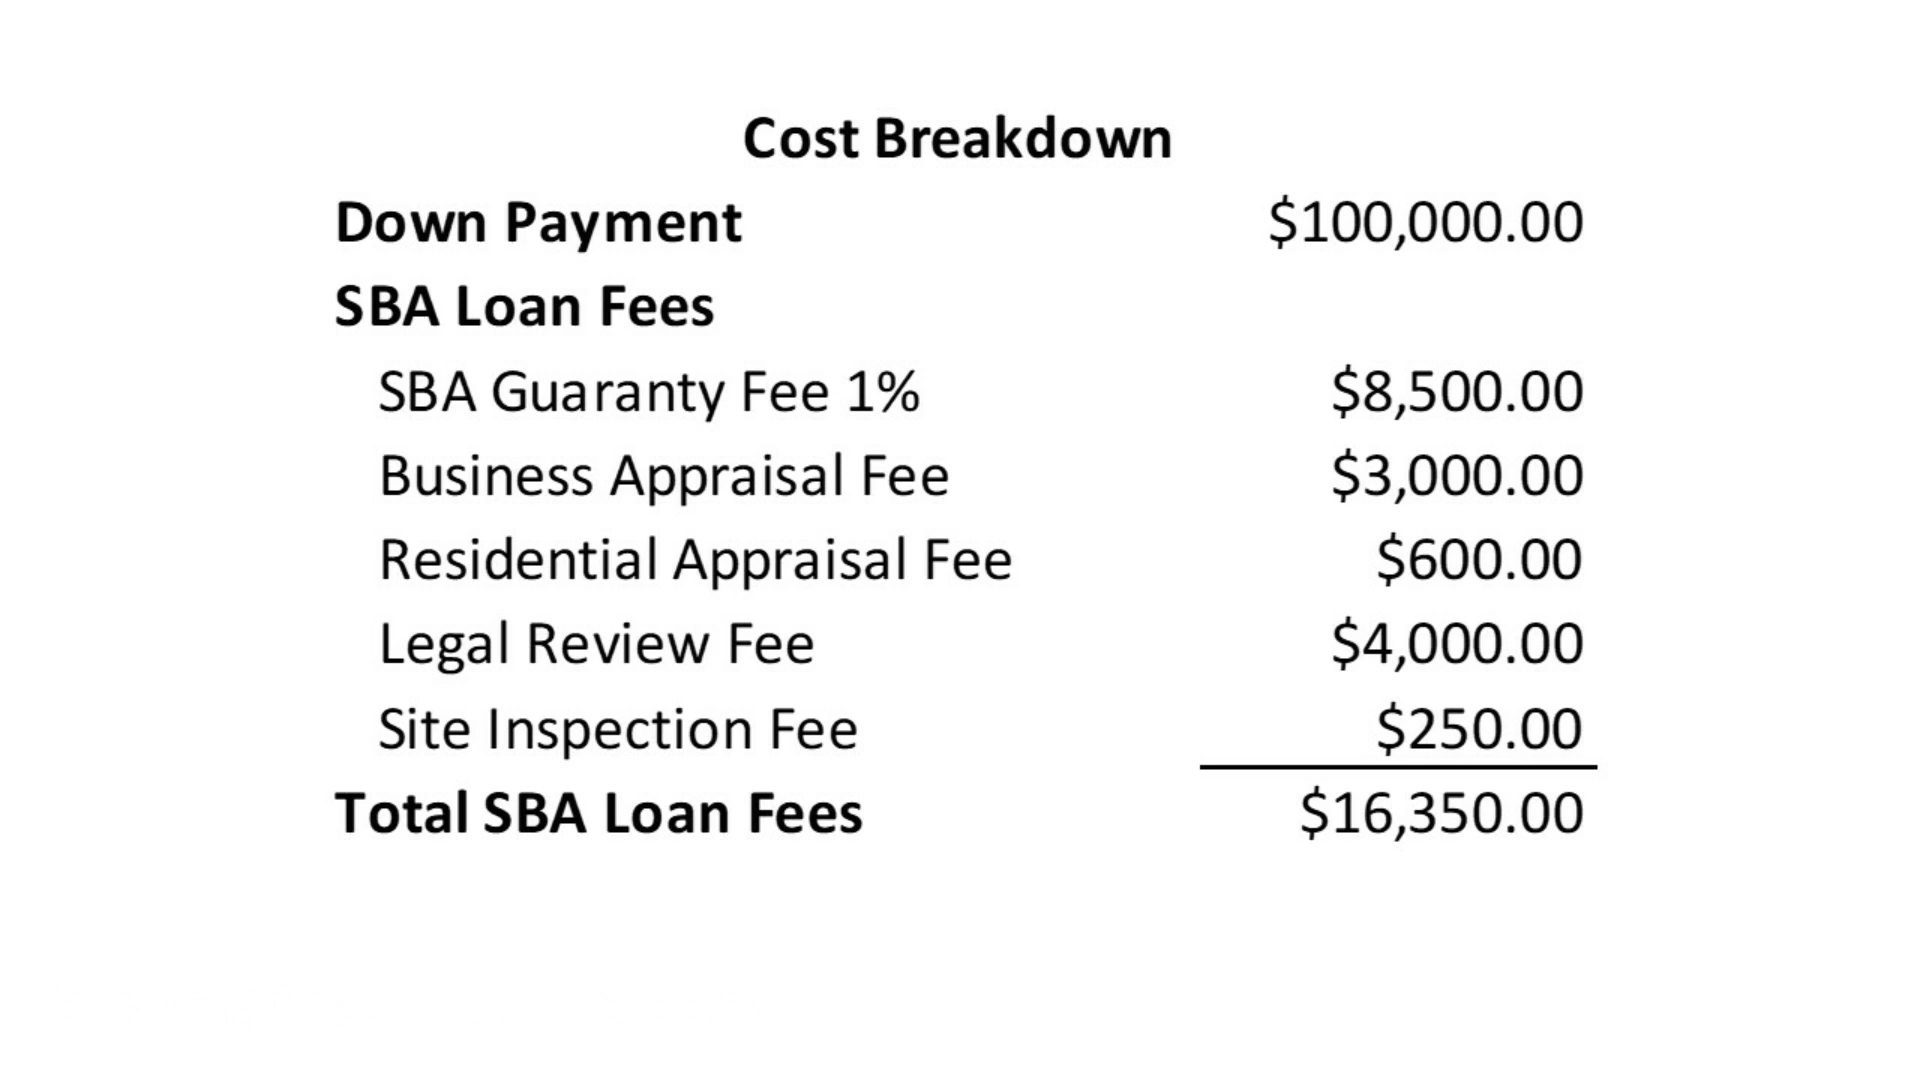 Cost Breakdown
Down Payment $100,000.00
SBA Loan Fees
SBA Guaranty Fee 1% $8,500.00
Business Appraisal Fee $3,000.00
Residential Appraisal Fee $600.00
Legal Review Fee $4,000.00
Site Inspection Fee $250.00
Total SBA Loan Fees $16,350.00